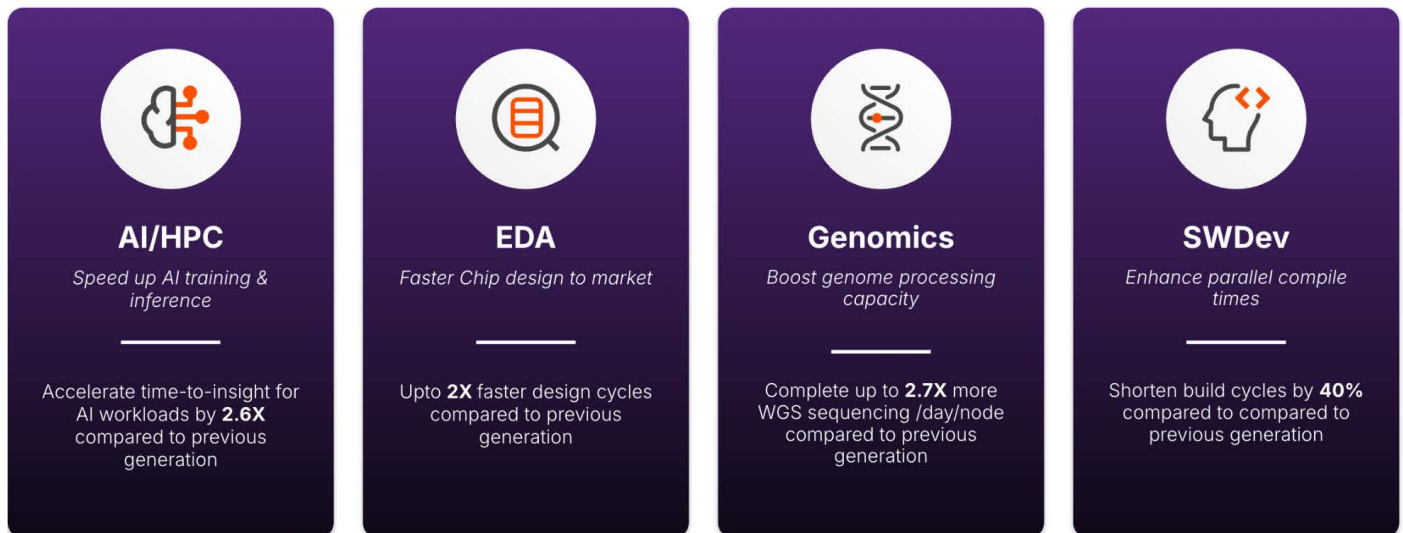 AI/HPC
Speed up AI training &
inference
Accelerate time-to-insight for
AI workloads by 2.6X
compared to previous
generation
EDA
Faster Chip design to market
Upto 2X faster design cycles
compared to previous
generation
Genomics
Boost genome processing
capacity
Complete up to 2.7X more
WGS sequencing /day/node
compared to previous
generation
SWDev
Enhance parallel compile
times
Shorten build cycles by 40%
compared to compared to
previous generation